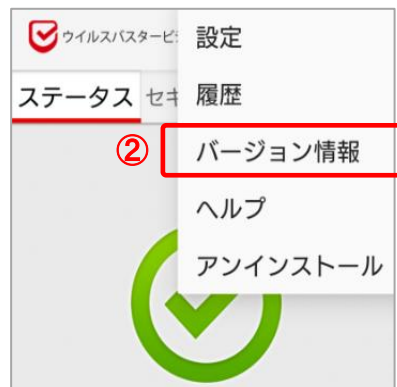 ウイルスバスタービ
設定
ステータス セキ
履歴
② バージョン情報
ヘルプ
アンインストール